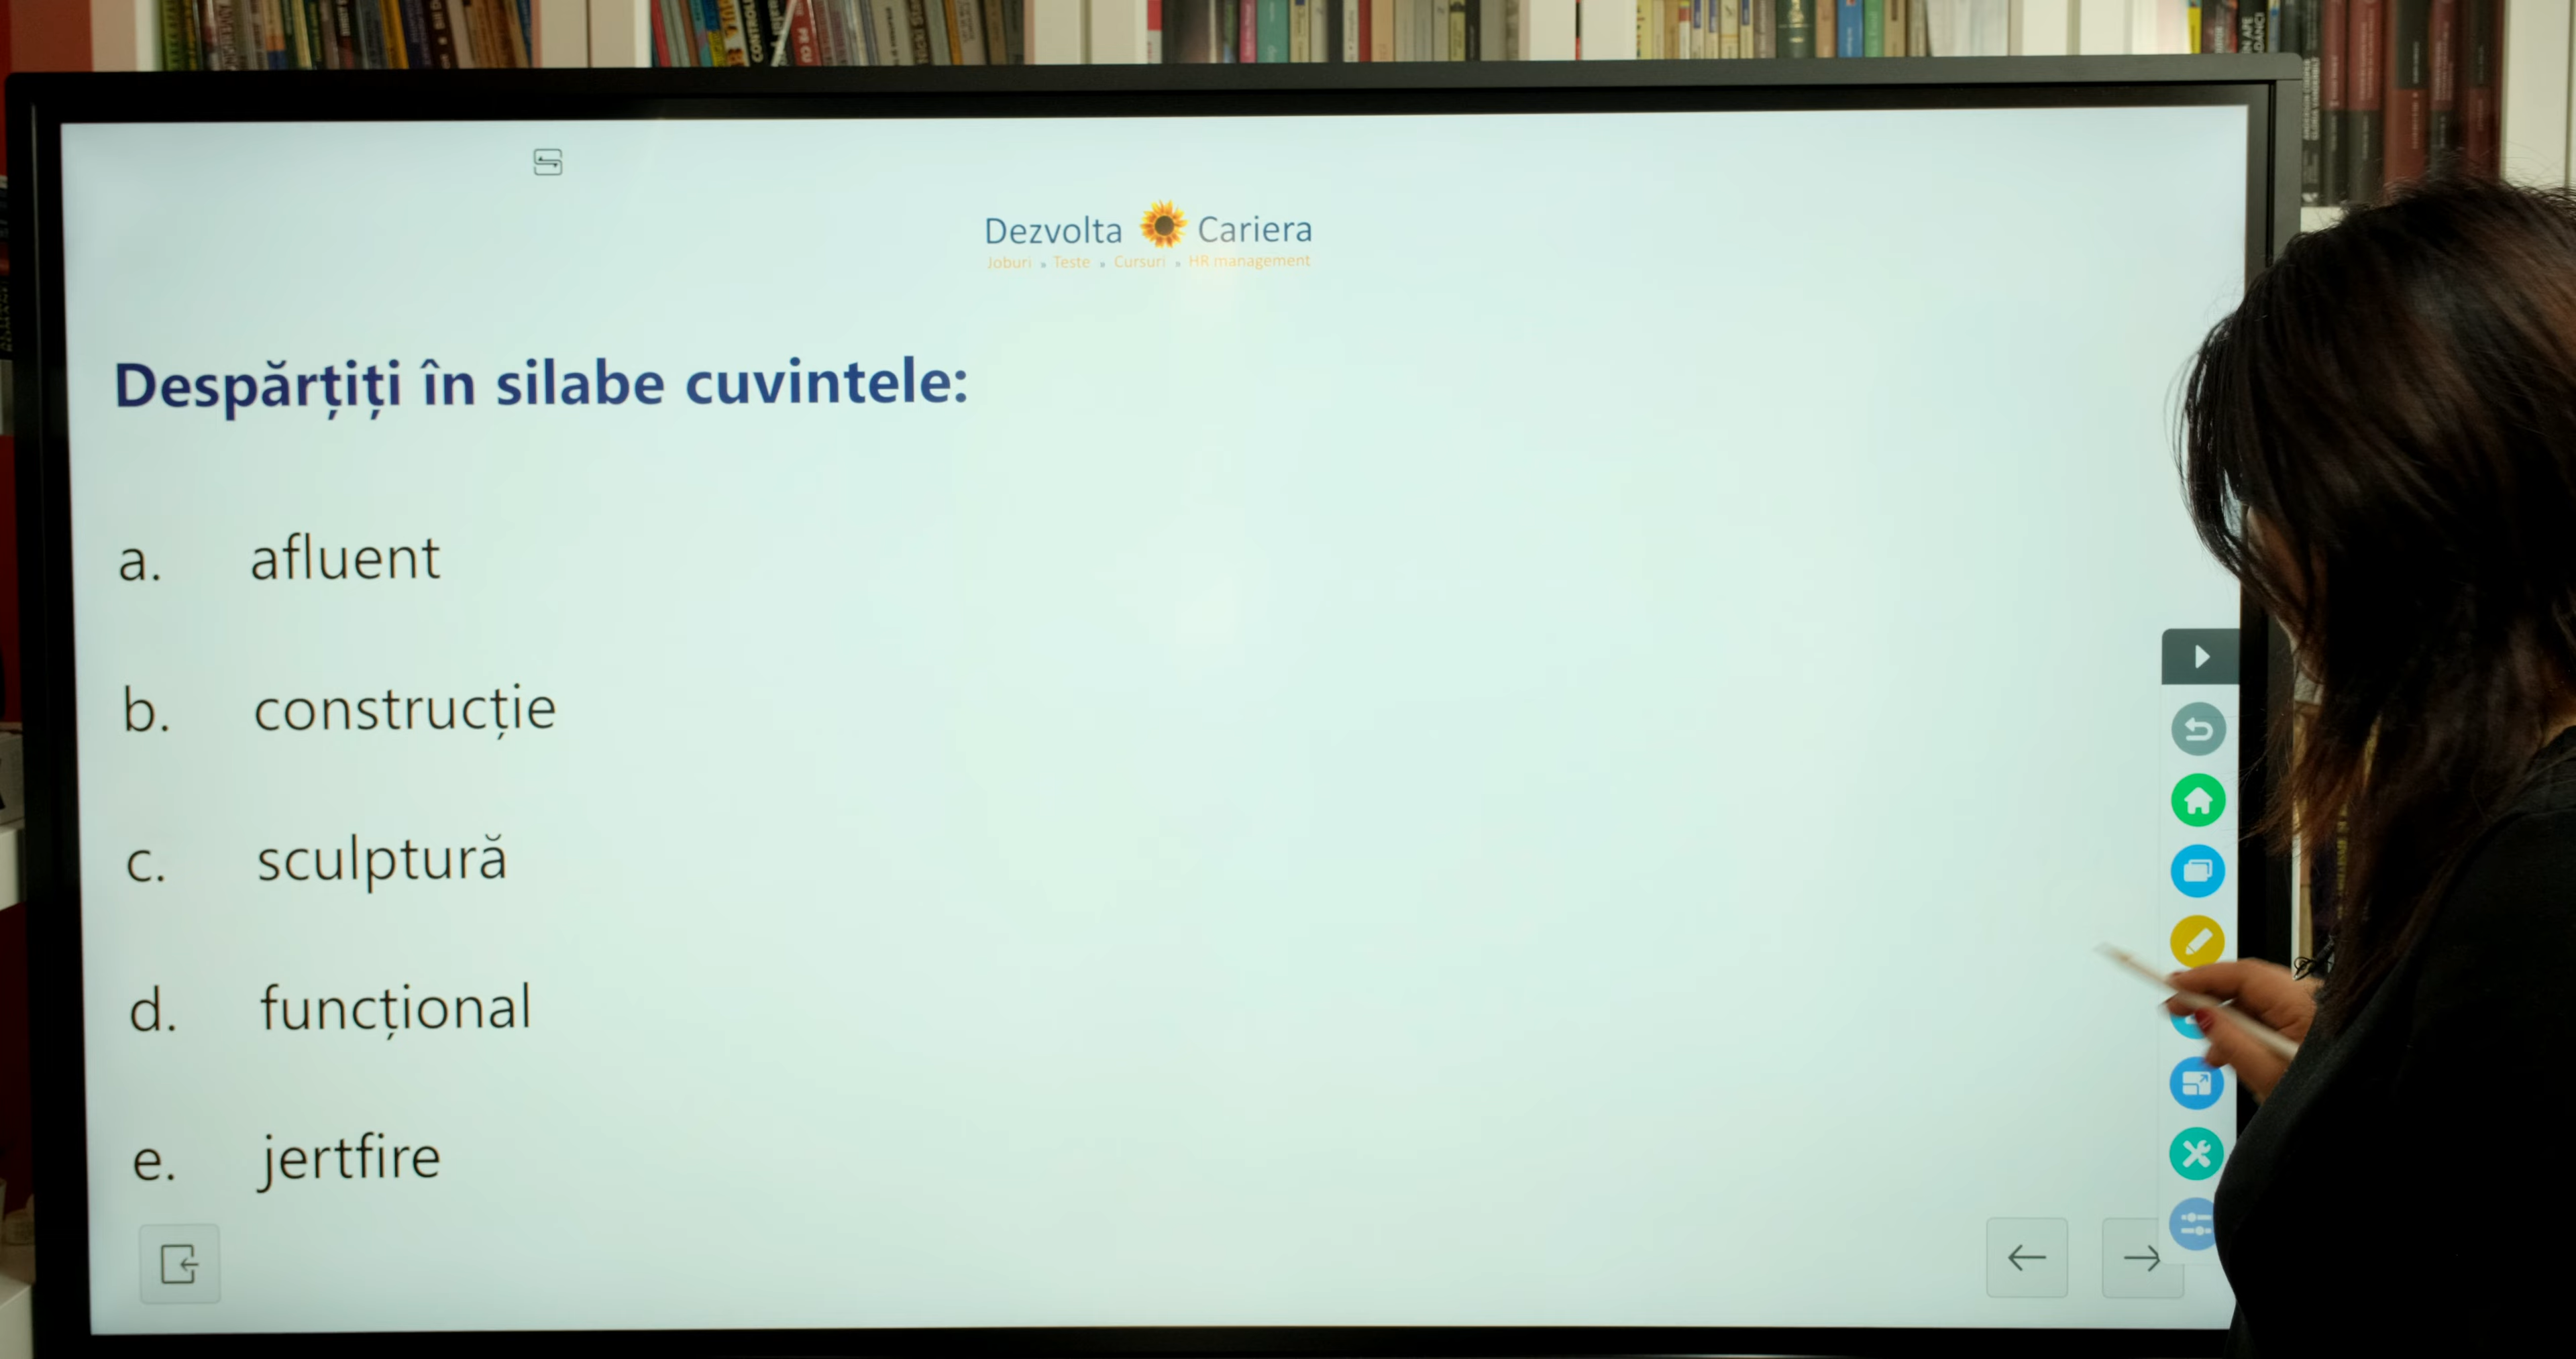 Dezvolta Cariera
Joburi • Teste • Cursuri • HR management
Despărțiți în silabe cuvintele:
a. afluent
b. construcție
c. sculptură
d. funcțional
e. jertfire